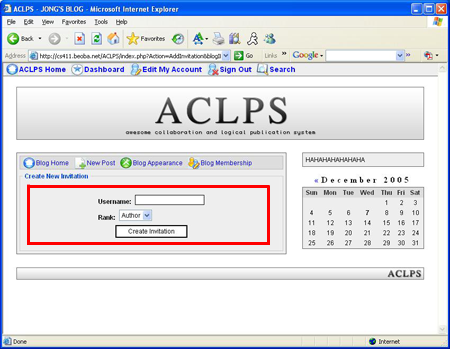 ACLPS - JONG'S BLOG - Microsoft Internet Explorer
File Edit View Favorites Tools Help
Back Search Favorites
Address http://cs411.beoba.net/ACLPS/index.php?Action=AddInvitation&blogI Go Links Google
ACLPS Home Dashboard Edit My Account Sign Out Search
ACLPS
awesome collaboration and logical publication system
Blog Home New Post Blog Appearance Blog Membership
Create New Invitation
Username:
Rank: Author
Create Invitation
HAHAHAHAHAHAHA
« December 2005
Sun Mon Tue Wed Thu Fri Sat
1 2 3
4 5 6 7 8 9 10
11 12 13 14 15 16 17
18 19 20 21 22 23 24
25 26 27 28 29 30 31
ACLPS
Done Internet